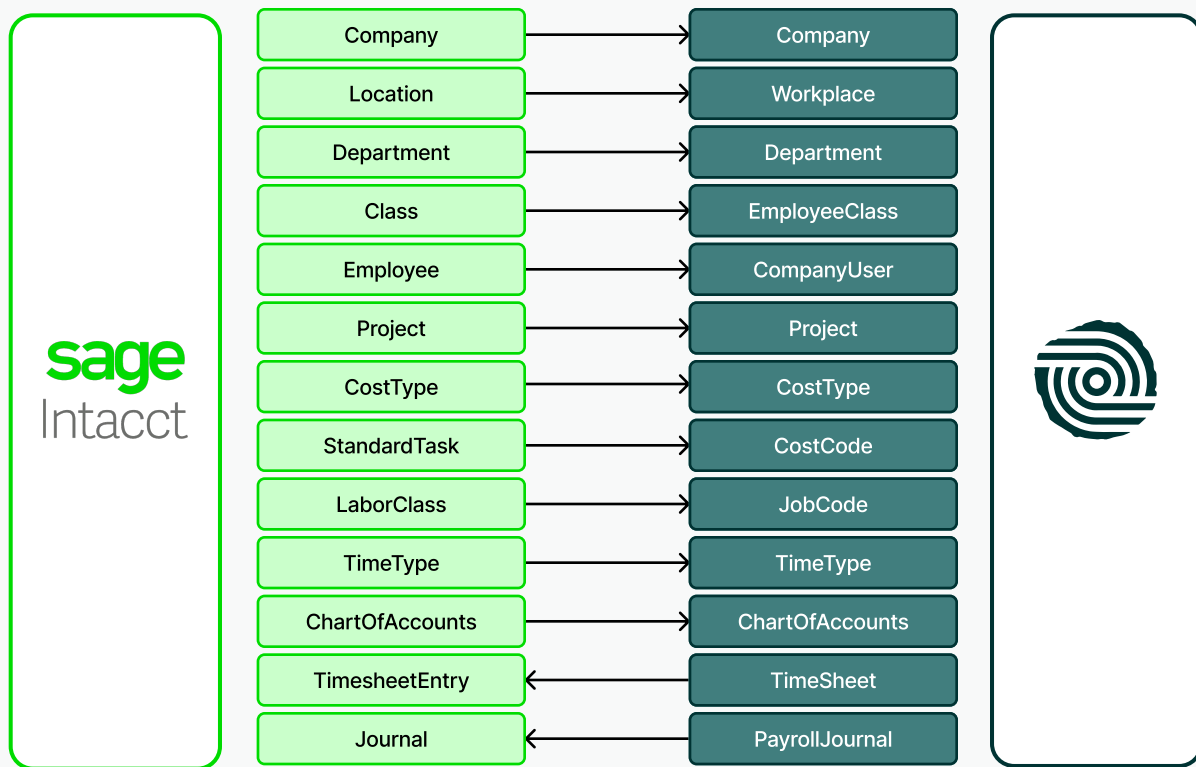 Company
Company
Location
Workplace
Department
Department
Class
EmployeeClass
Employee
CompanyUser
Project
Project
CostType
CostType
StandardTask
CostCode
LaborClass
JobCode
TimeType
TimeType
ChartOfAccounts
ChartOfAccounts
TimesheetEntry
TimeSheet
Journal
PayrollJournal
sage
Intacct